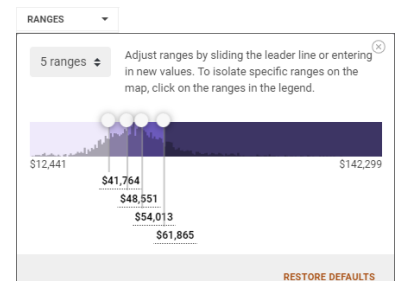 RANGES
5 ranges
Adjust ranges by sliding the leader line or entering
in new values. To isolate specific ranges on the
map, click on the ranges in the legend.
$12,441 $142,299
$41,764
$48,551
$54,013
$61,865
RESTORE DEFAULTS